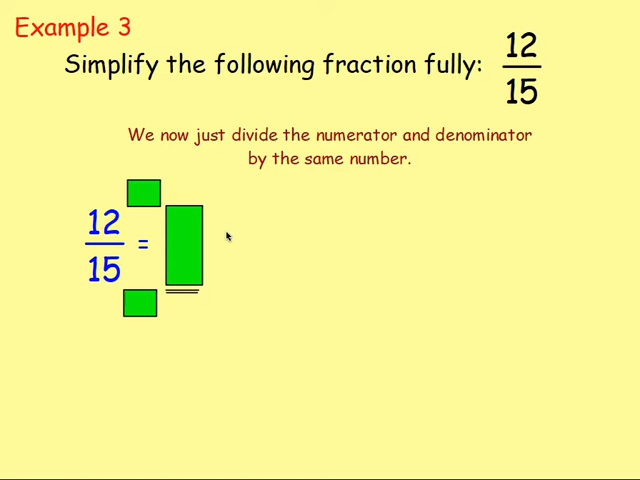 Example 3
Simplify the following fraction fully: 12/15
We now just divide the numerator and denominator
by the same number.
12/15 =